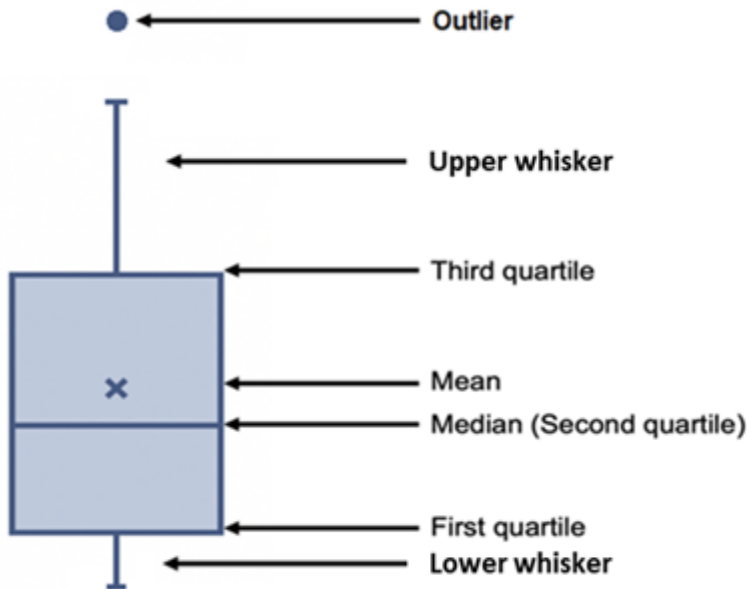 Outlier
Upper whisker
Third quartile
Mean
Median (Second quartile)
First quartile
Lower whisker